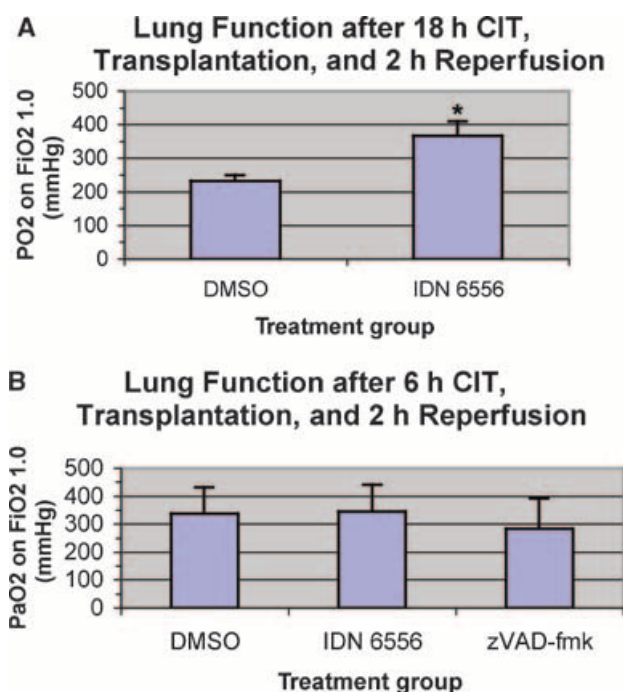 A
Lung Function after 18 h CIT,
Transplantation, and 2 h Reperfusion
PO2 on FiO2 1.0
(mmHg)
500
400
300
200
100
0
*
DMSO IDN 6556
Treatment group
B
Lung Function after 6 h CIT,
Transplantation, and 2 h Reperfusion
PaO2 on FiO2 1.0
(mmHg)
500
400
300
200
100
0
DMSO IDN 6556 zVAD-fmk
Treatment group